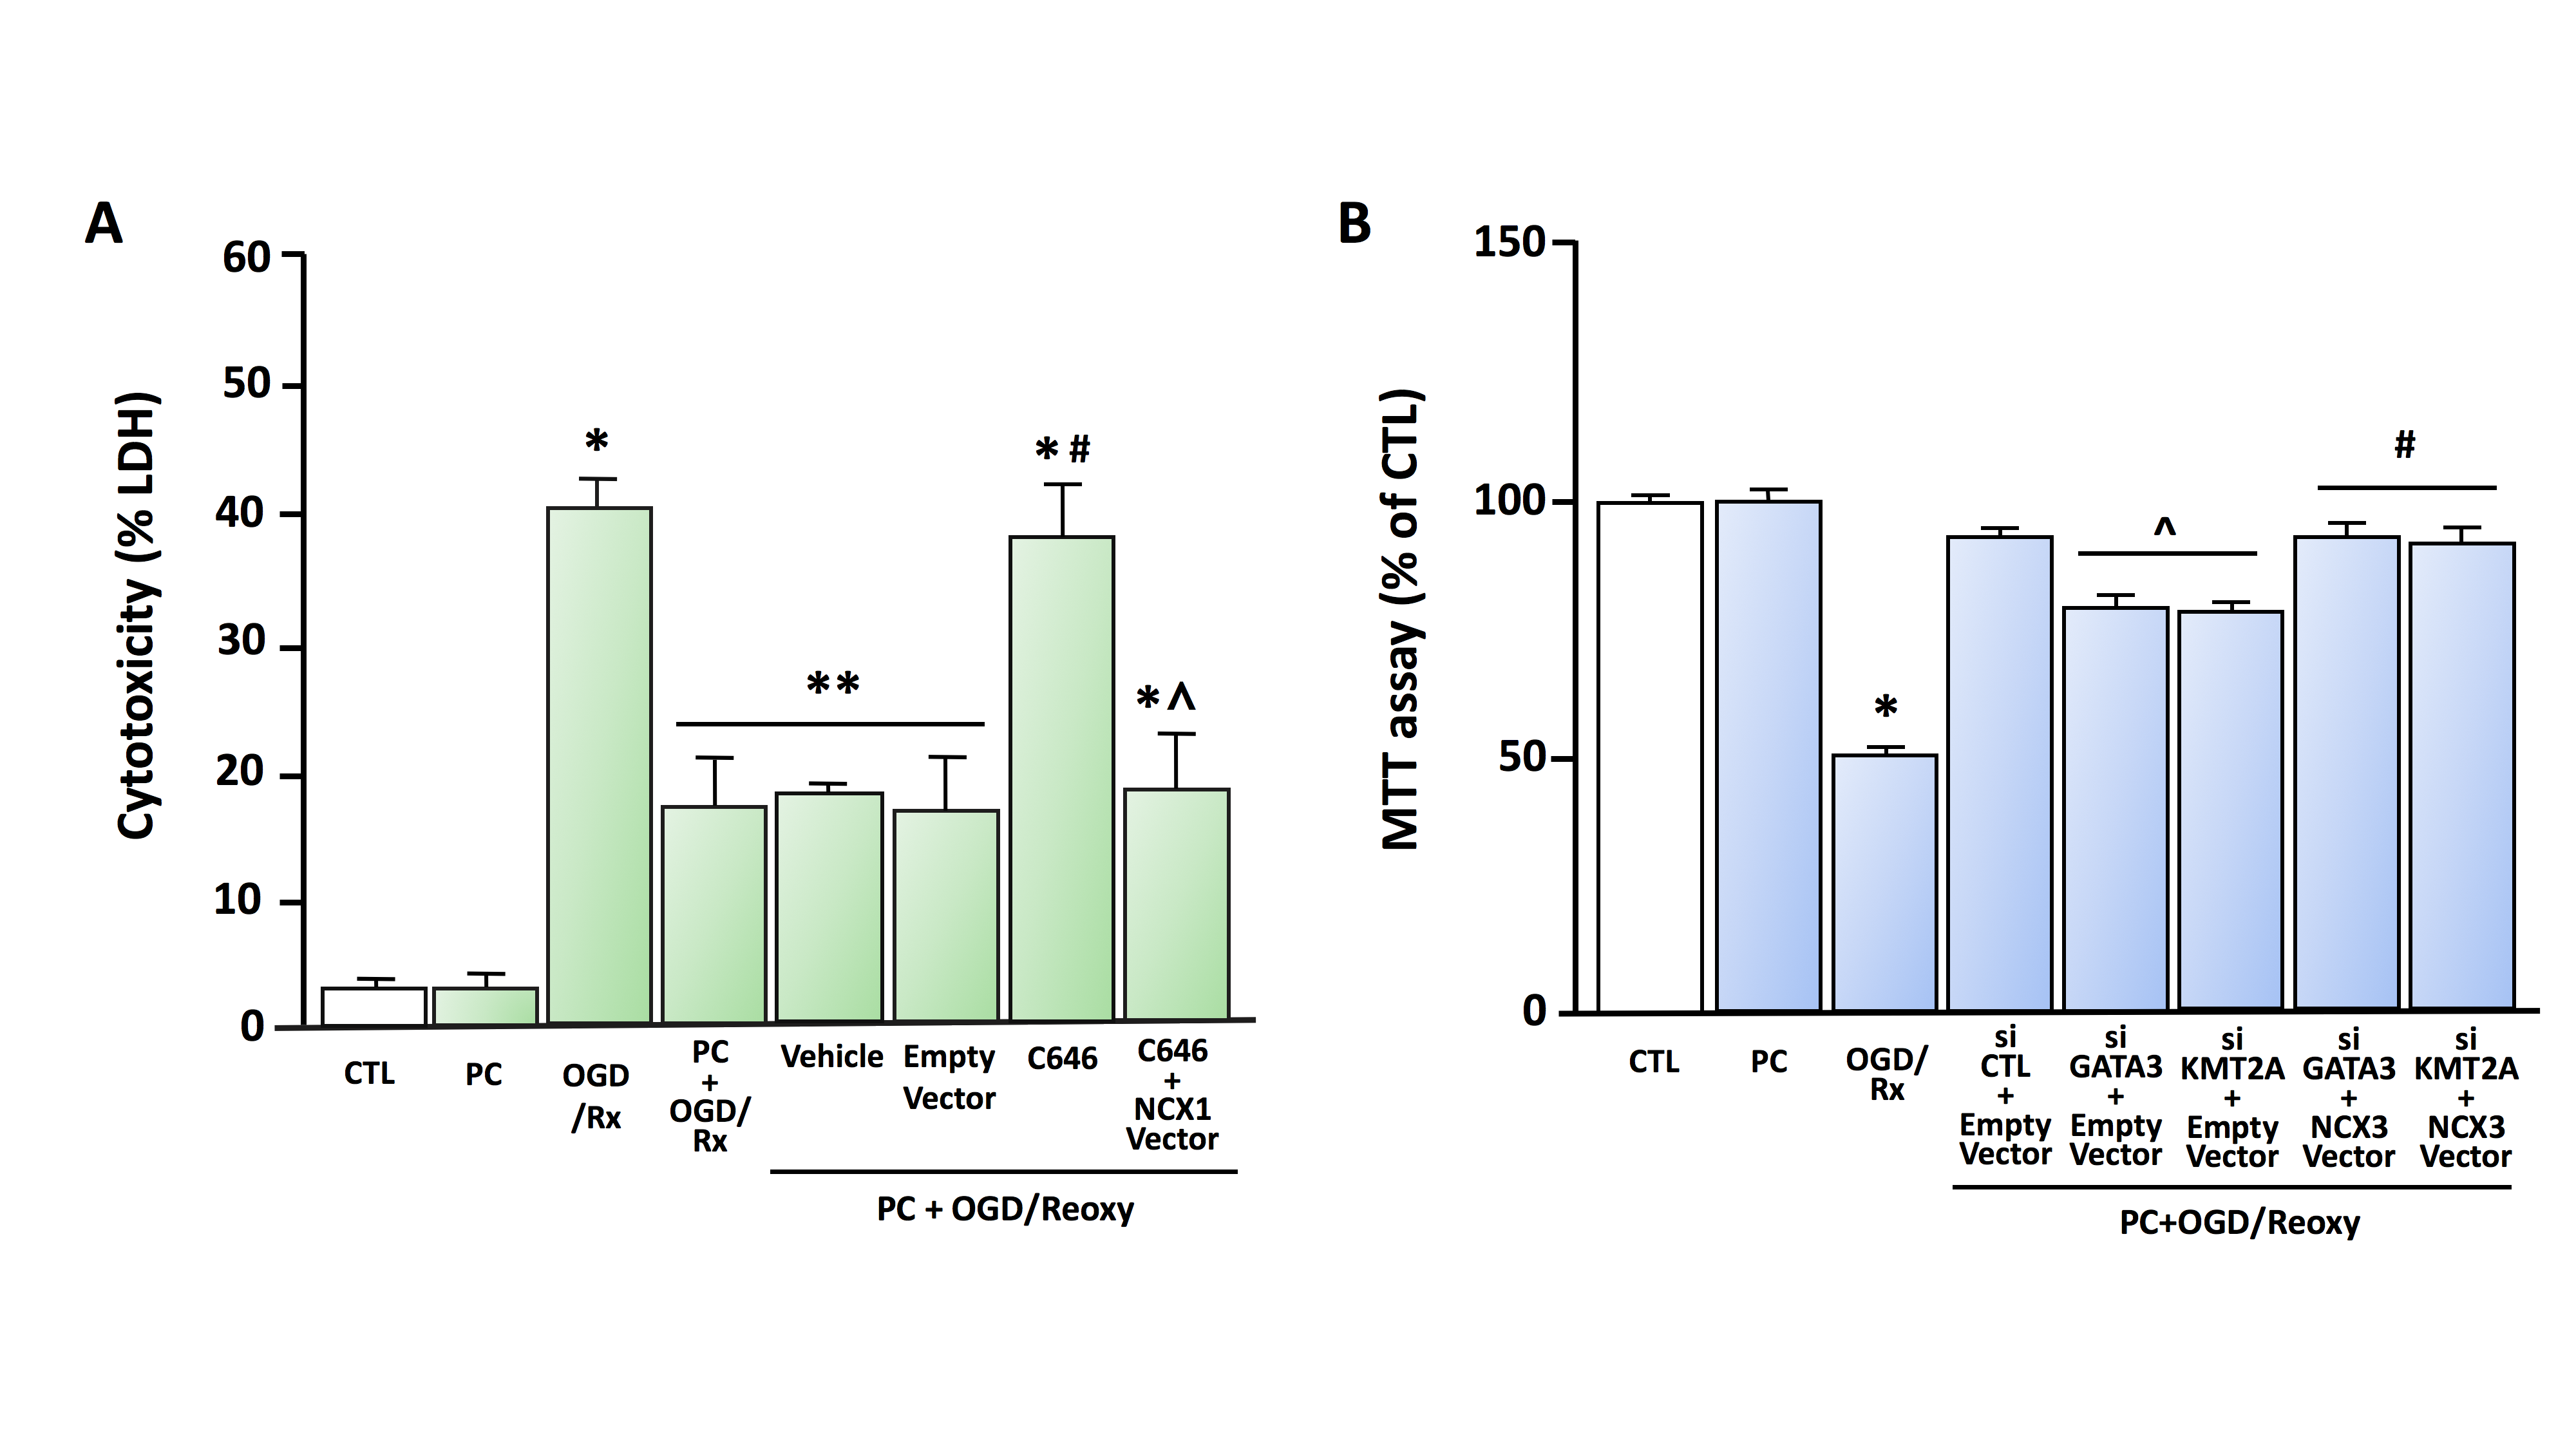 A
Cytotoxicity (% LDH)
60
50
40
30
20
10
0
*
**
*#
*^
CTL
PC
OGD
/Rx
PC
+
OGD/
Rx
Vehicle
Empty
Vector
C646
C646
+
NCX1
Vector
PC + OGD/Reoxy
B
MTT assay (% of CTL)
150
100
50
0
*
^
#
CTL
PC
OGD/
Rx
si
CTL
+
Empty
Vector
si
GATA3
+
Empty
Vector
si
KMT2A
+
Empty
Vector
si
GATA3
+
NCX3
Vector
si
KMT2A
+
NCX3
Vector
PC+OGD/Reoxy